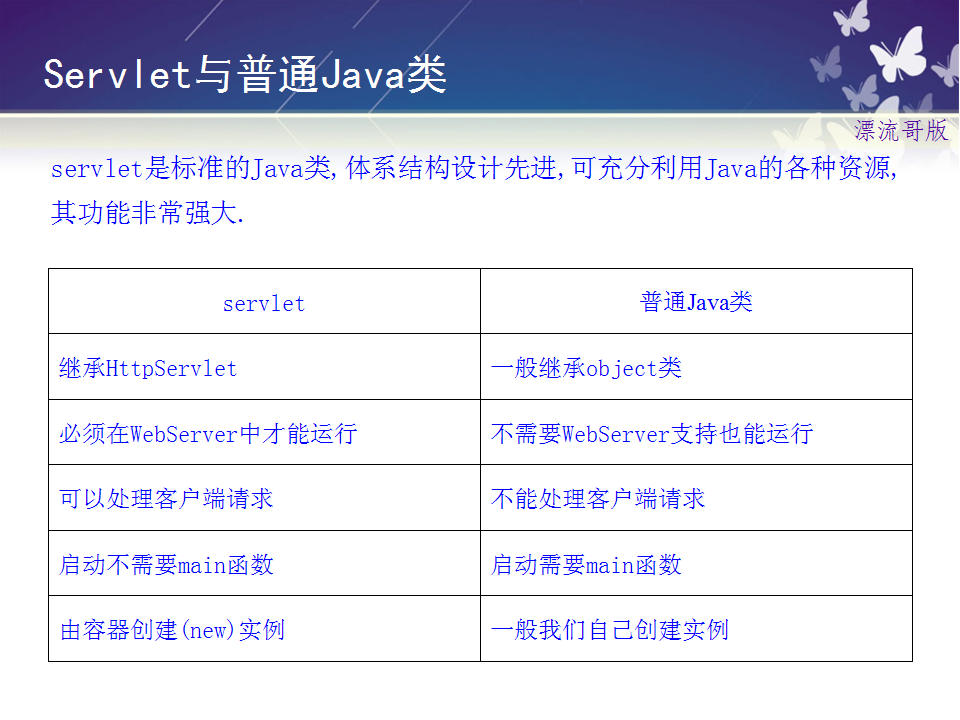 Servlet与普通Java类
漂流哥版
servlet是标准的Java类,体系结构设计先进,可充分利用Java的各种资源,
其功能非常强大.
servlet 普通Java类
继承HttpServlet 一般继承object类
必须在WebServer中才能运行 不需要WebServer支持也能运行
可以处理客户端请求 不能处理客户端请求
启动不需要main函数 启动需要main函数
由容器创建(new)实例 一般我们自己创建实例